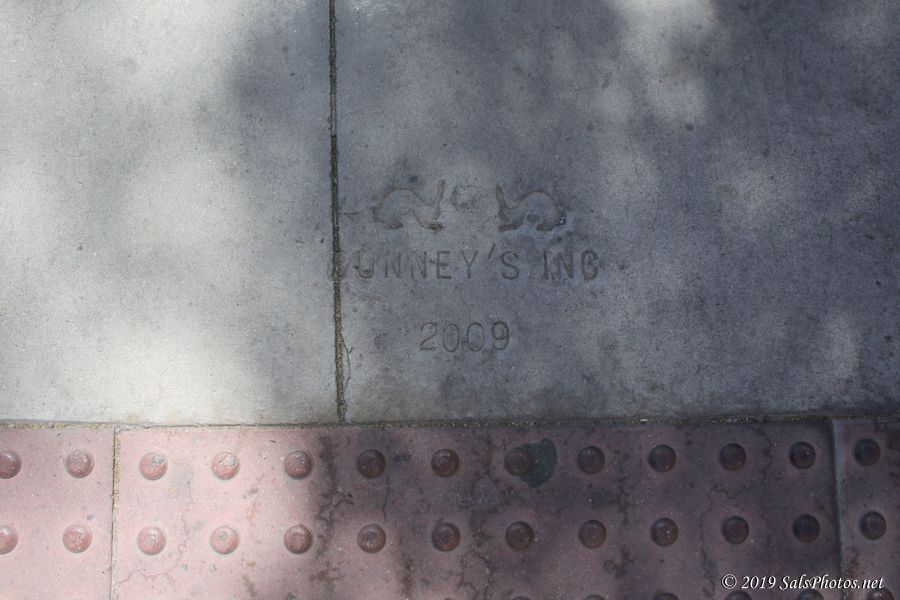 BUNNEY'S INC
2009
© 2019 SalsPhotos.net